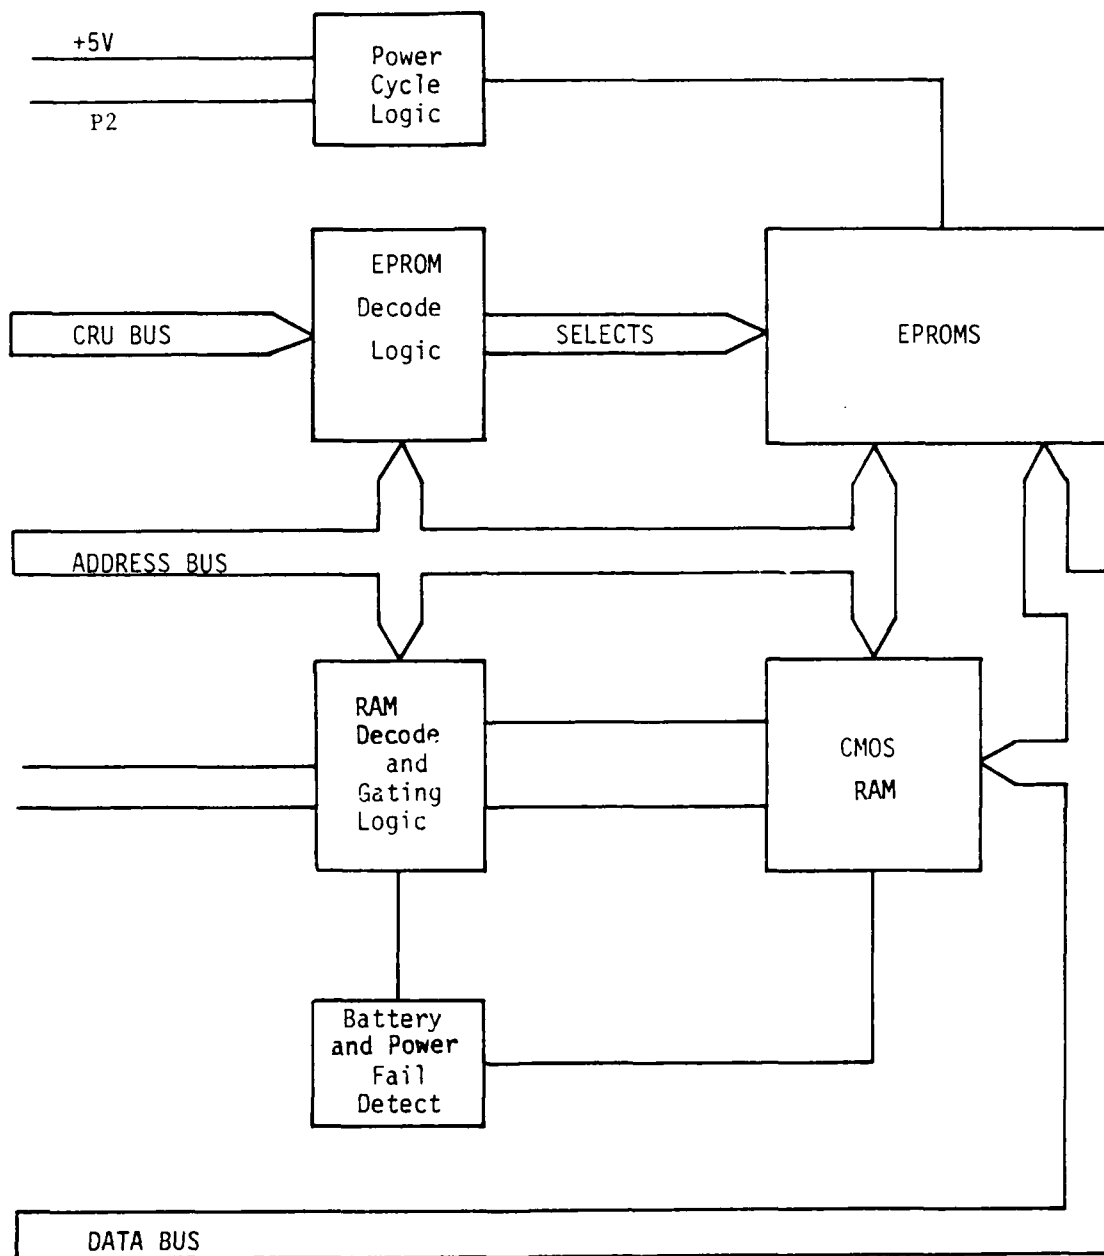 +5V
P2
Power
Cycle
Logic
EPROM
Decode
Logic
CRU BUS
SELECTS
EPROMS
ADDRESS BUS
RAM
Decode
and
Gating
Logic
CMOS
RAM
Battery
and Power
Fail
Detect
DATA BUS